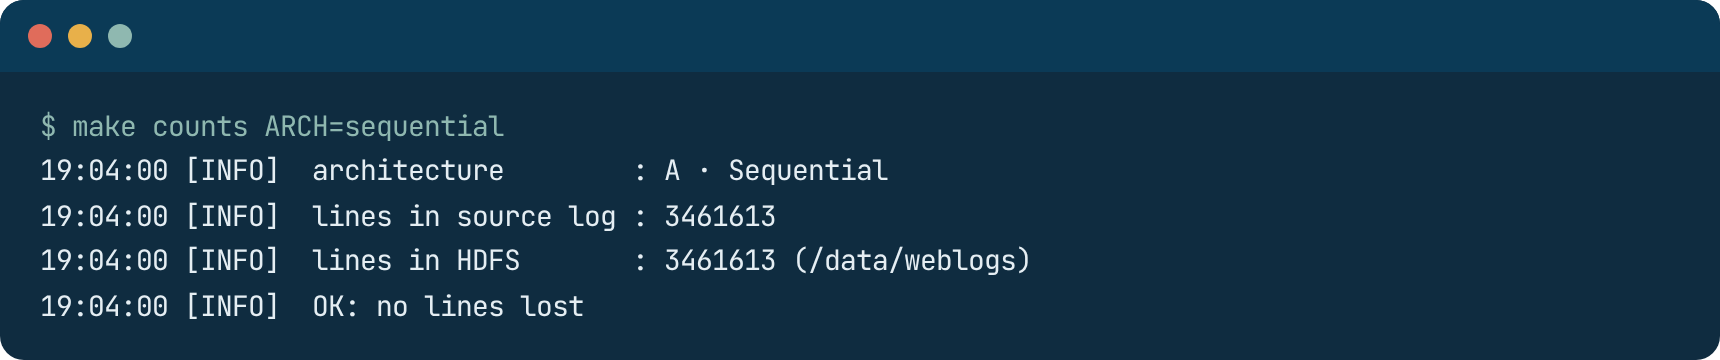 $ make counts ARCH=sequential
19:04:00 [INFO]  architecture        : A · Sequential
19:04:00 [INFO]  lines in source log : 3461613
19:04:00 [INFO]  lines in HDFS       : 3461613 (/data/weblogs)
19:04:00 [INFO]  OK: no lines lost